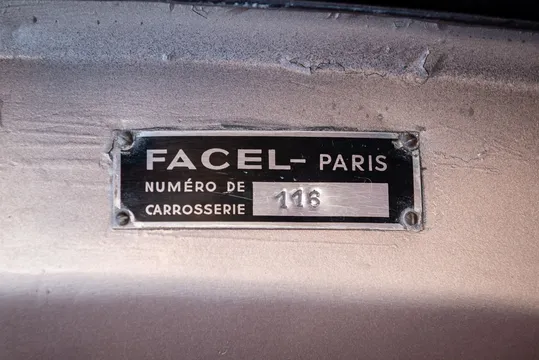 FACEL- PARIS
NUMÉRO DE
CARROSSERIE 116